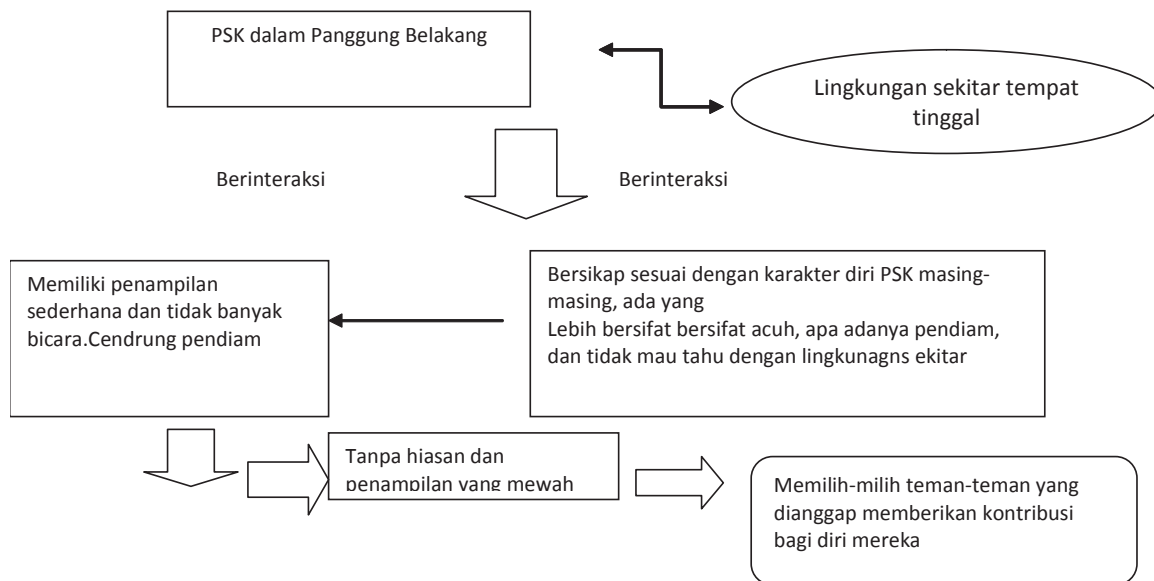 PSK dalam Panggung Belakang
Lingkungan sekitar tempat
tinggal
Berinteraksi
Berinteraksi
Memiliki penampilan
sederhana dan tidak banyak
bicara.Cendrung pendiam
Bersikap sesuai dengan karakter diri PSK masing-
masing, ada yang
Lebih bersifat bersifat acuh, apa adanya pendiam,
dan tidak mau tahu dengan lingkunagns ekitar
Tanpa hiasan dan
penampilan yang mewah
Memilih-milih teman-teman yang
dianggap memberikan kontribusi
bagi diri mereka